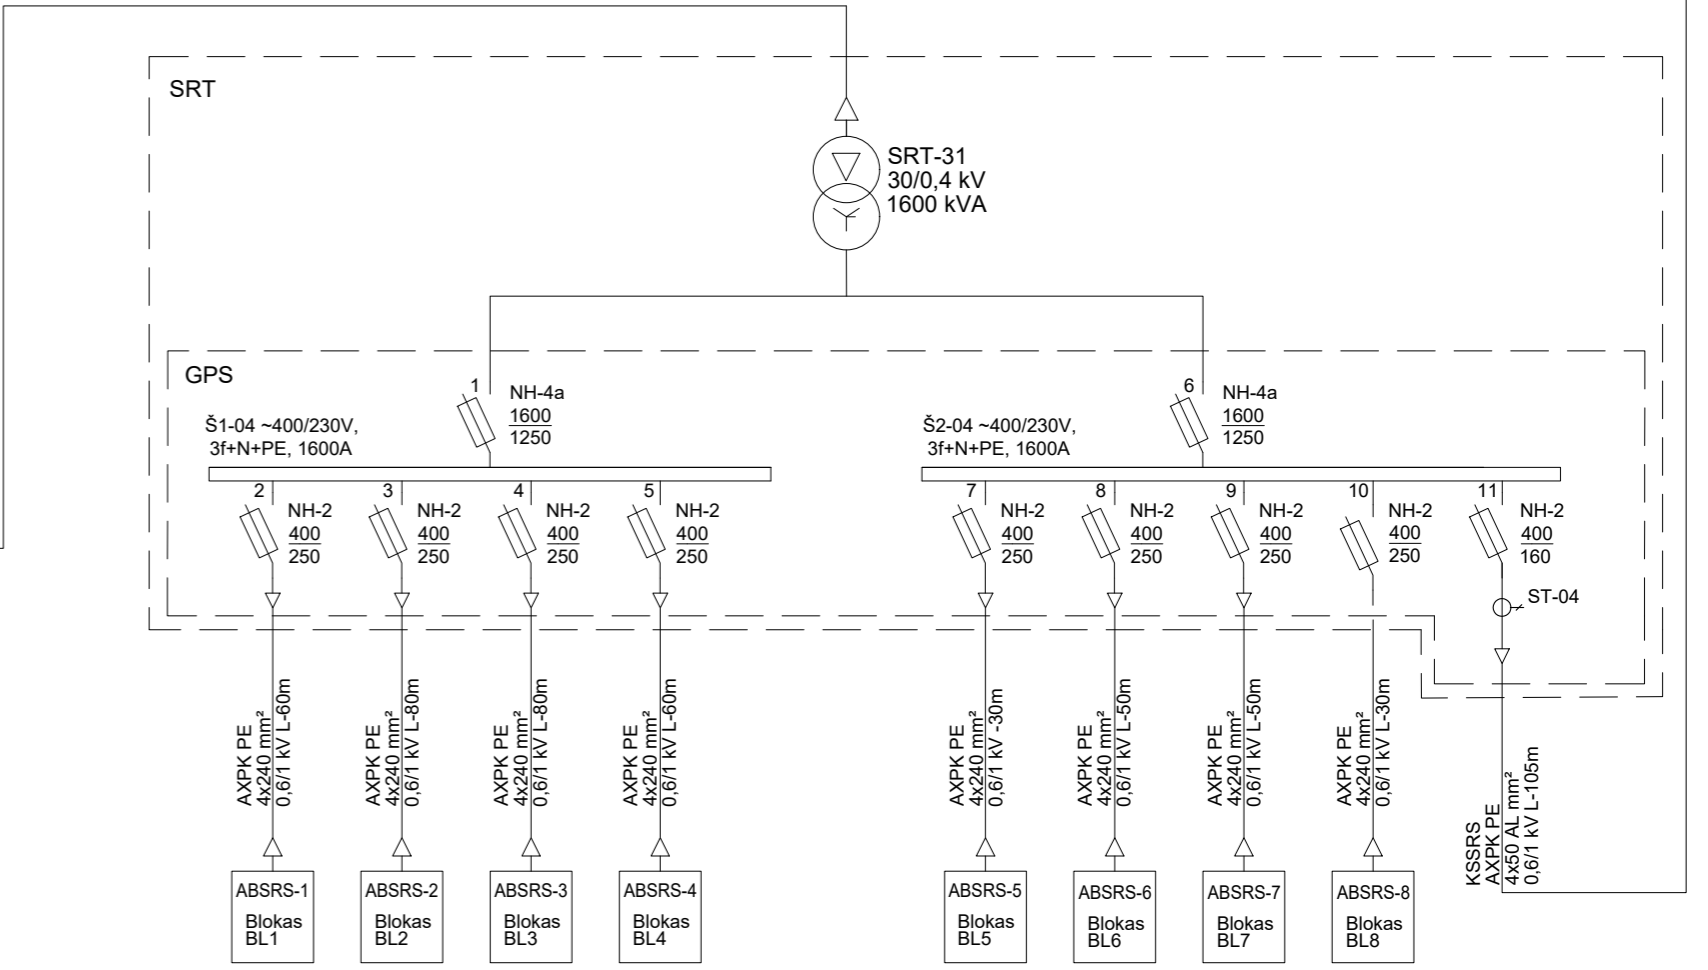 SRT
SRT-31
30/0,4 kV
1600 kVA
GPS
1
NH-4a
1600
1250
Š1-04 ~400/230V,
3f+N+PE, 1600A
6
NH-4a
1600
1250
Š2-04 ~400/230V,
3f+N+PE, 1600A
2
NH-2
400
250
3
NH-2
400
250
4
NH-2
400
250
5
NH-2
400
250
7
NH-2
400
250
8
NH-2
400
250
9
NH-2
400
250
10
NH-2
400
250
11
NH-2
400
160
ST-04
AXPK PE
4x240 mm²
0,6/1 kV L-60m
AXPK PE
4x240 mm²
0,6/1 kV L-80m
AXPK PE
4x240 mm²
0,6/1 kV L-80m
AXPK PE
4x240 mm²
0,6/1 kV L-60m
AXPK PE
4x240 mm²
0,6/1 kV -30m
AXPK PE
4x240 mm²
0,6/1 kV L-50m
AXPK PE
4x240 mm²
0,6/1 kV L-50m
AXPK PE
4x240 mm²
0,6/1 kV L-30m
KSSRS
AXPK PE
4x50 AL mm²
0,6/1 kV L-105m
ABSRS-1
Blokas
BL1
ABSRS-2
Blokas
BL2
ABSRS-3
Blokas
BL3
ABSRS-4
Blokas
BL4
ABSRS-5
Blokas
BL5
ABSRS-6
Blokas
BL6
ABSRS-7
Blokas
BL7
ABSRS-8
Blokas
BL8